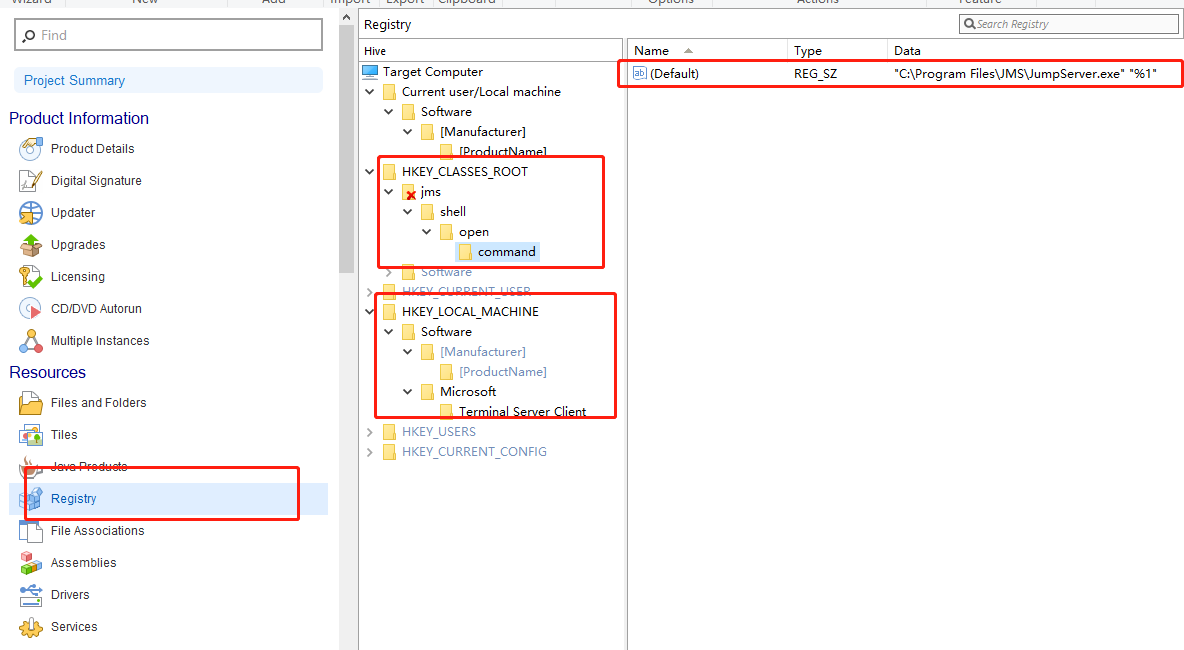 Wizard New Add Import Export Clipboard Options Actions Feature
Find
Project Summary
Product Information
Product Details
Digital Signature
Updater
Upgrades
Licensing
CD/DVD Autorun
Multiple Instances
Resources
Files and Folders
Tiles
Java Products
Registry
File Associations
Assemblies
Drivers
Services
Registry
Search Registry
Hive
Target Computer
Current user/Local machine
Software
[Manufacturer]
[ProductName]
HKEY_CLASSES_ROOT
jms
shell
open
command
Software
HKEY_CURRENT_USER
HKEY_LOCAL_MACHINE
Software
[Manufacturer]
[ProductName]
Microsoft
Terminal Server Client
HKEY_USERS
HKEY_CURRENT_CONFIG
Name Type Data
ab (Default) REG_SZ "C:\Program Files\JMS\JumpServer.exe" "%1"